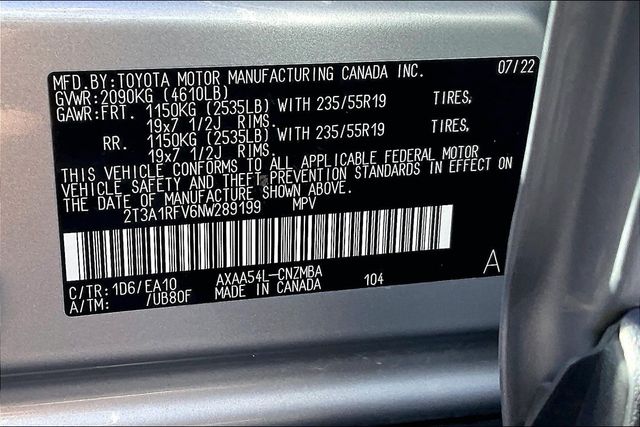 MFD.BY:TOYOTA MOTOR MANUFACTURING CANADA INC. 07/22
GVWR:2090KG (4610LB)
GAWR:FRT. 1150KG (2535LB) WITH 235/55R19 TIRES,
19x7 1/2J RIMS.
RR. 1150KG (2535LB) WITH 235/55R19 TIRES,
19x7 1/2J RIMS.
THIS VEHICLE CONFORMS TO ALL APPLICABLE FEDERAL MOTOR
VEHICLE SAFETY AND THEFT PREVENTION STANDARDS IN EFFECT ON
THE DATE OF MANUFACTURE SHOWN ABOVE.
2T3A1RFV6NW289199 MPV
C/TR: 1D6/EA10 AXAA54L-CNZMBA 104 A
A/TM: /UB80F MADE IN CANADA